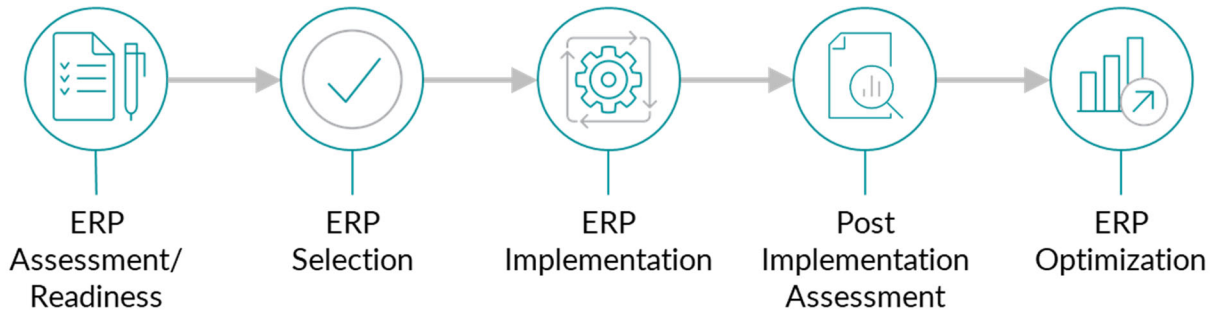 ERP
Assessment/
Readiness
ERP
Selection
ERP
Implementation
Post
Implementation
Assessment
ERP
Optimization